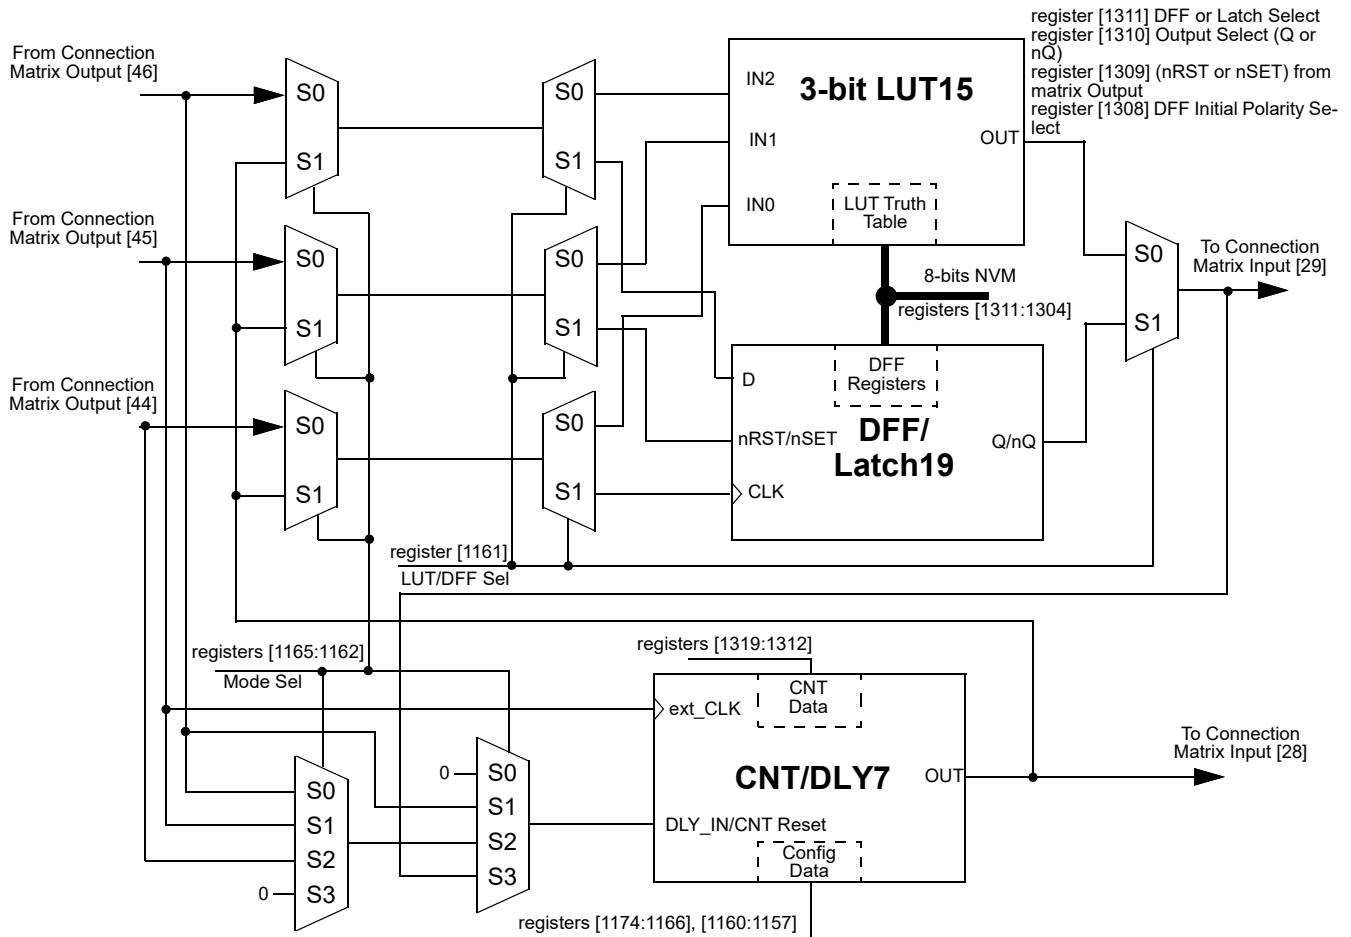 register [1311] DFF or Latch Select
register [1310] Output Select (Q or
nQ)
register [1309] (nRST or nSET) from
matrix Output
register [1308] DFF Initial Polarity Se-
lect
From Connection
Matrix Output [46]
S0
S1
S0
S1
IN2
3-bit LUT15
IN1
OUT
IN0
LUT Truth
Table
From Connection
Matrix Output [45]
S0
S1
S0
S1
8-bits NVM
registers [1311:1304]
S0
S1
To Connection
Matrix Input [29]
From Connection
Matrix Output [44]
S0
S1
S0
S1
DFF
Registers
D
DFF/
Latch19
nRST/nSET
Q/nQ
CLK
register [1161]
LUT/DFF Sel
registers [1165:1162]
Mode Sel
registers [1319:1312]
CNT
Data
ext_CLK
CNT/DLY7
OUT
To Connection
Matrix Input [28]
DLY_IN/CNT Reset
Config
Data
S0
S1
S2
0
S3
0
S0
S1
S2
S3
registers [1174:1166], [1160:1157]